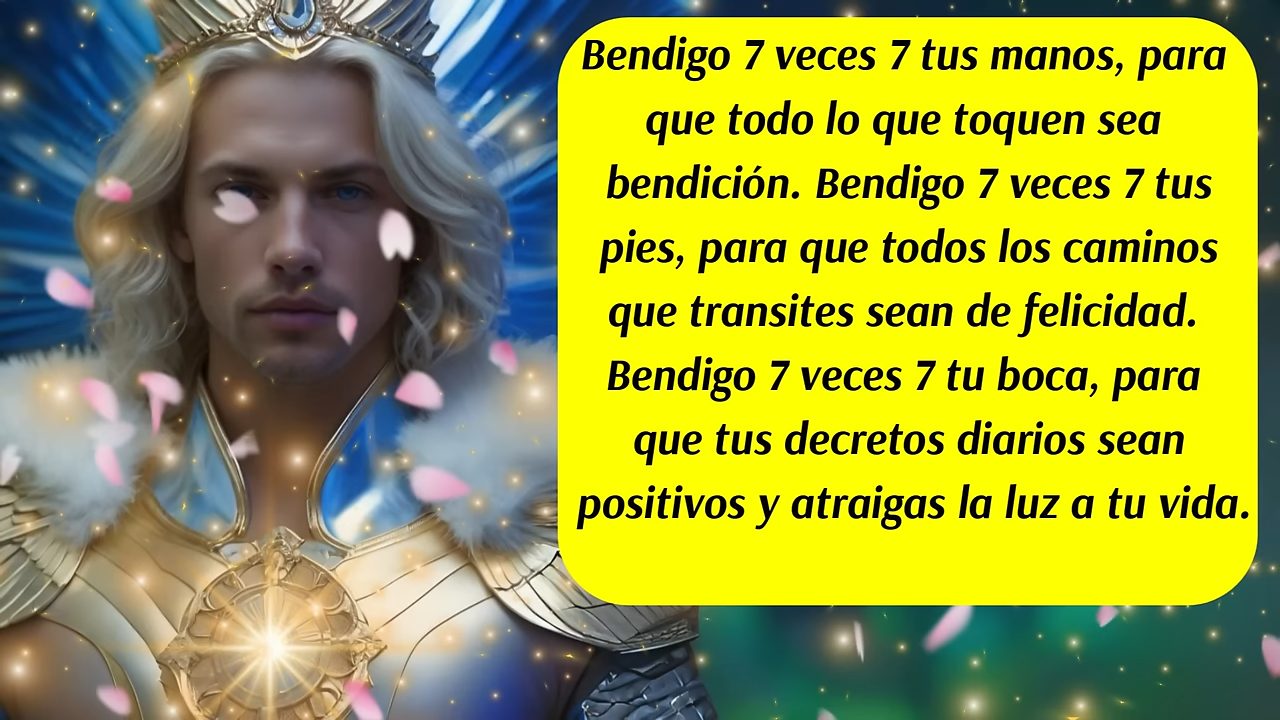 Bendigo 7 veces 7 tus manos, para
que todo lo que toquen sea
bendición. Bendigo 7 veces 7 tus
pies, para que todos los caminos
que transites sean de felicidad.
Bendigo 7 veces 7 tu boca, para
que tus decretos diarios sean
positivos y atraigas la luz a tu vida.